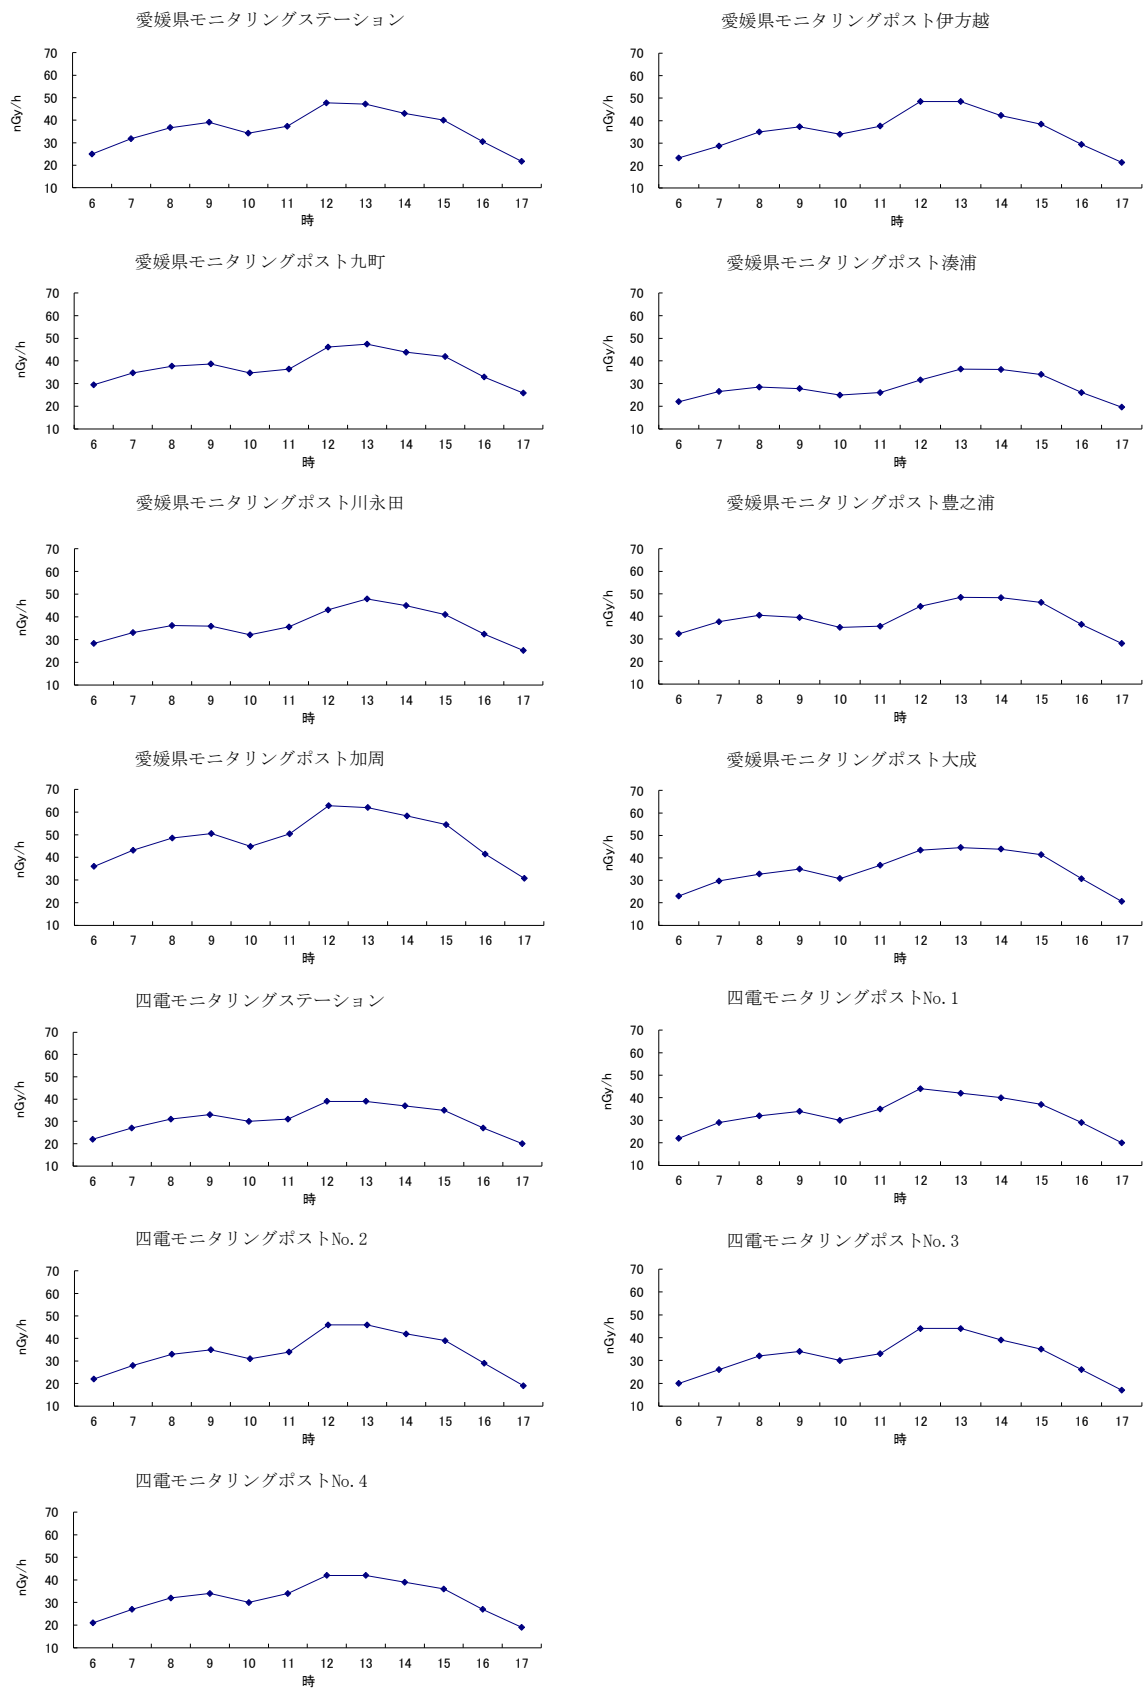 愛媛県モニタリングステーション
70
60
50
40
30
20
10
nGy/h
6 7 8 9 10 11 12 13 14 15 16 17
時
愛媛県モニタリングポスト伊方越
70
60
50
40
30
20
10
nGy/h
6 7 8 9 10 11 12 13 14 15 16 17
時
愛媛県モニタリングポスト九町
70
60
50
40
30
20
10
nGy/h
6 7 8 9 10 11 12 13 14 15 16 17
時
愛媛県モニタリングポスト湊浦
70
60
50
40
30
20
10
nGy/h
6 7 8 9 10 11 12 13 14 15 16 17
時
愛媛県モニタリングポスト川永田
70
60
50
40
30
20
10
nGy/h
6 7 8 9 10 11 12 13 14 15 16 17
時
愛媛県モニタリングポスト豊之浦
70
60
50
40
30
20
10
nGy/h
6 7 8 9 10 11 12 13 14 15 16 17
時
愛媛県モニタリングポスト加周
70
60
50
40
30
20
10
nGy/h
6 7 8 9 10 11 12 13 14 15 16 17
時
愛媛県モニタリングポスト大成
70
60
50
40
30
20
10
nGy/h
6 7 8 9 10 11 12 13 14 15 16 17
時
四電モニタリングステーション
70
60
50
40
30
20
10
nGy/h
6 7 8 9 10 11 12 13 14 15 16 17
時
四電モニタリングポストNo.1
70
60
50
40
30
20
10
nGy/h
6 7 8 9 10 11 12 13 14 15 16 17
時
四電モニタリングポストNo.2
70
60
50
40
30
20
10
nGy/h
6 7 8 9 10 11 12 13 14 15 16 17
時
四電モニタリングポストNo.3
70
60
50
40
30
20
10
nGy/h
6 7 8 9 10 11 12 13 14 15 16 17
時
四電モニタリングポストNo.4
70
60
50
40
30
20
10
nGy/h
6 7 8 9 10 11 12 13 14 15 16 17
時